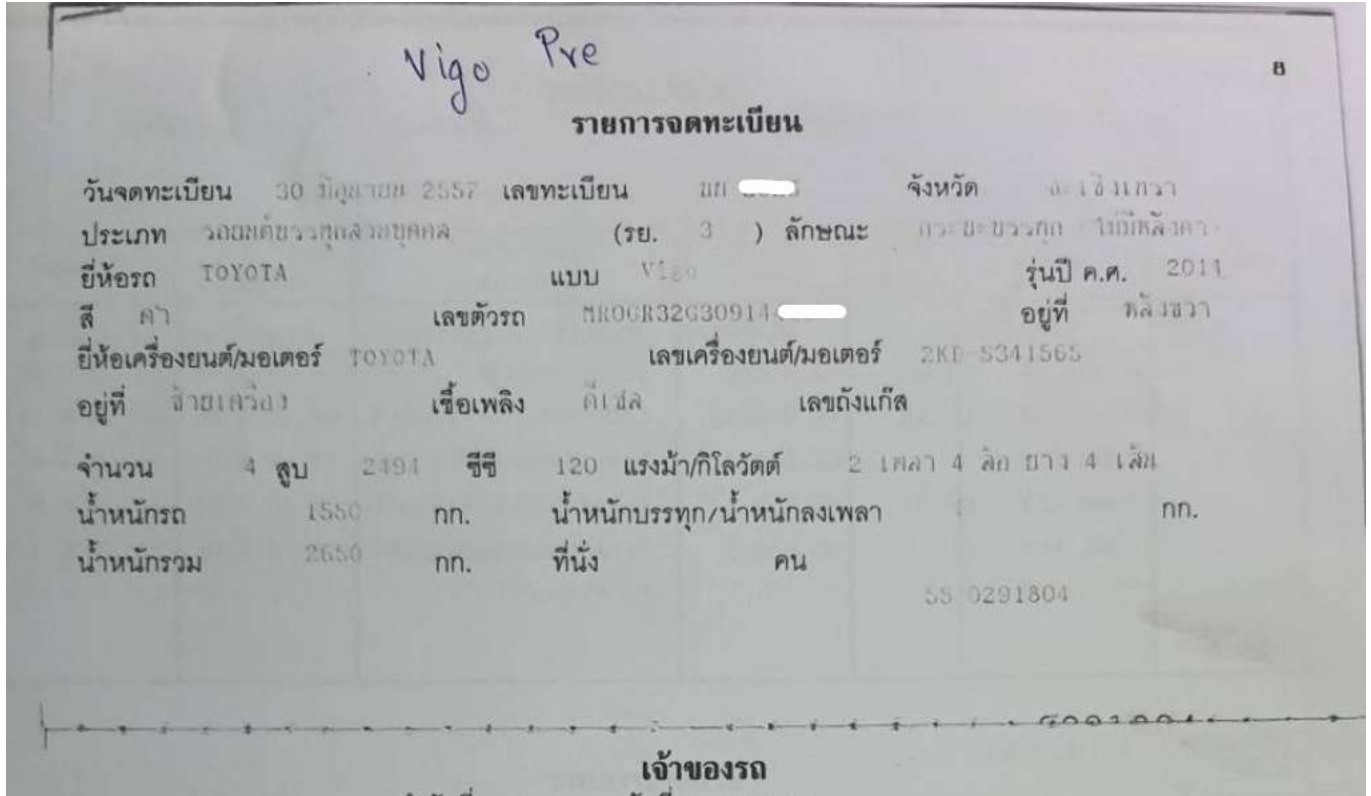 Vigo Pre
8
รายการจดทะเบียน
วันจดทะเบียน 30 มิถุนายน 2557 เลขทะเบียน ขย จังหวัด ฉะเชิงเทรา
ประเภท รถยนต์บรรทุกส่วนบุคคล (รย. 3 ) ลักษณะ กระบะบรรทุก ไม่มีหลังคา
ยี่ห้อรถ TOYOTA แบบ Vigo รุ่นปี ค.ศ. 2011
สี ดำ เลขตัวรถ อยู่ที่ หลังขวา
ยี่ห้อเครื่องยนต์/มอเตอร์ TOYOTA เลขเครื่องยนต์/มอเตอร์ 2KD S341565
อยู่ที่ ซ้ายเครื่อง เชื้อเพลิง ดีเซล เลขถังแก๊ส
จำนวน 4 สูบ 2494 ซีซี 120 แรงม้า/กิโลวัตต์ 2 เพลา 4 ล้อ ยาง 4 เส้น
น้ำหนักรถ 1550 กก. น้ำหนักบรรทุก/น้ำหนักลงเพลา กก.
น้ำหนักรวม 2650 กก. ที่นั่ง คน
55 0291804
เจ้าของรถ